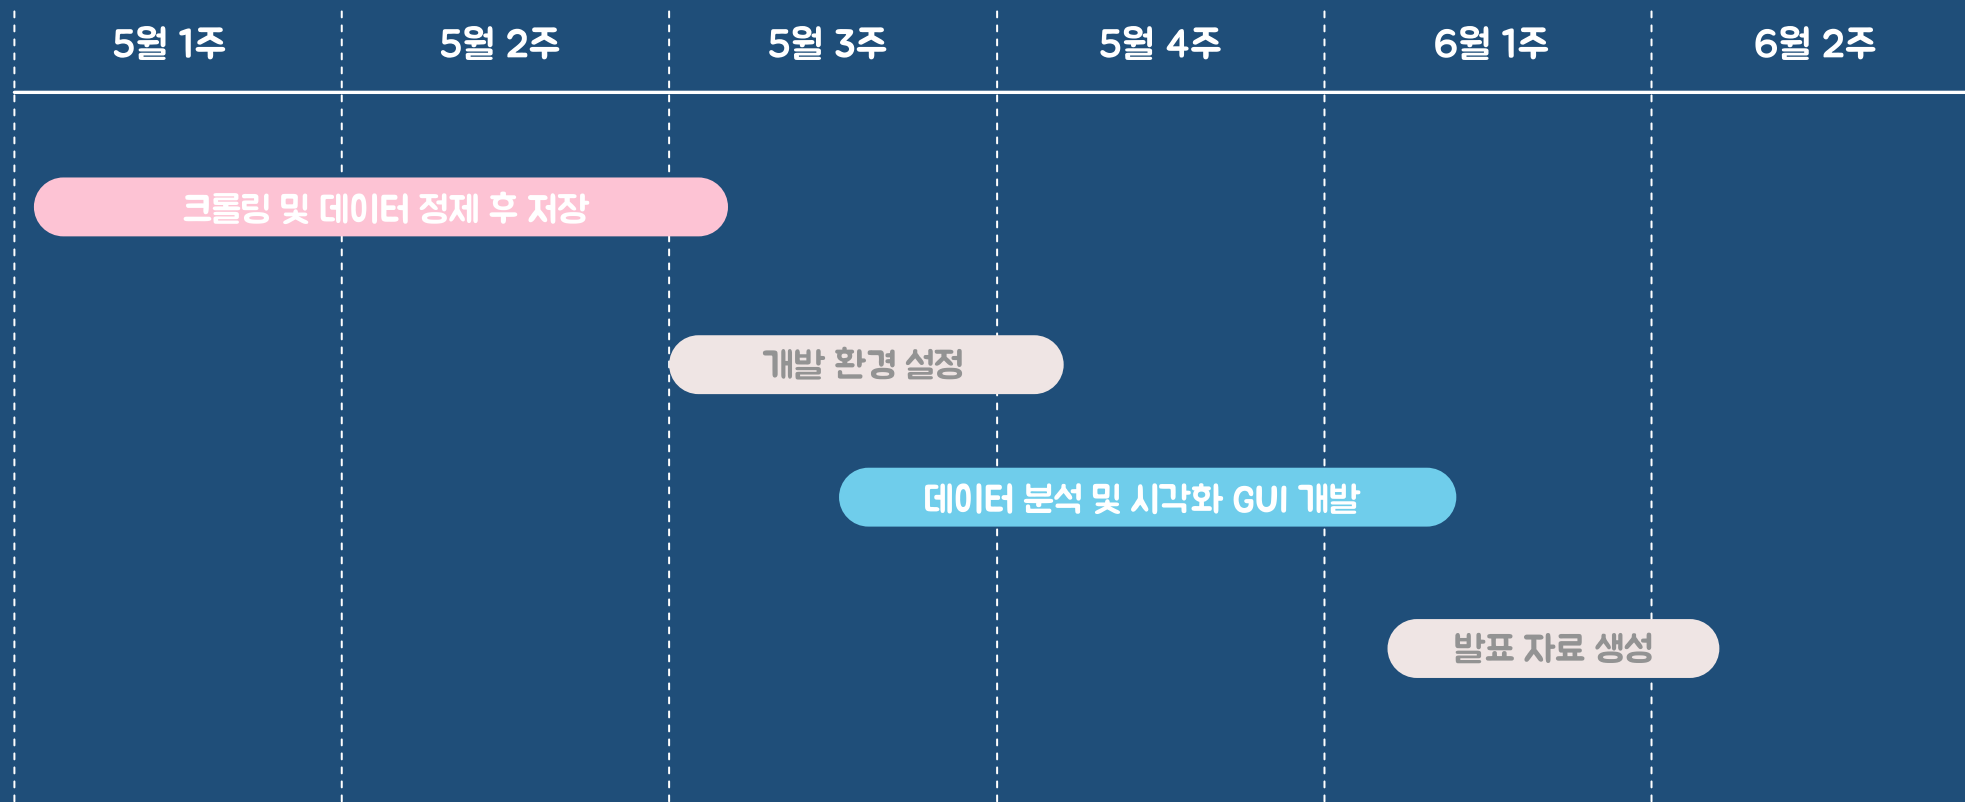 5월 1주
5월 2주
5월 3주
5월 4주
6월 1주
6월 2주
크롤링 및 데이터 정제 후 저장
개발 환경 설정
데이터 분석 및 시각화 GUI 개발
발표 자료 생성